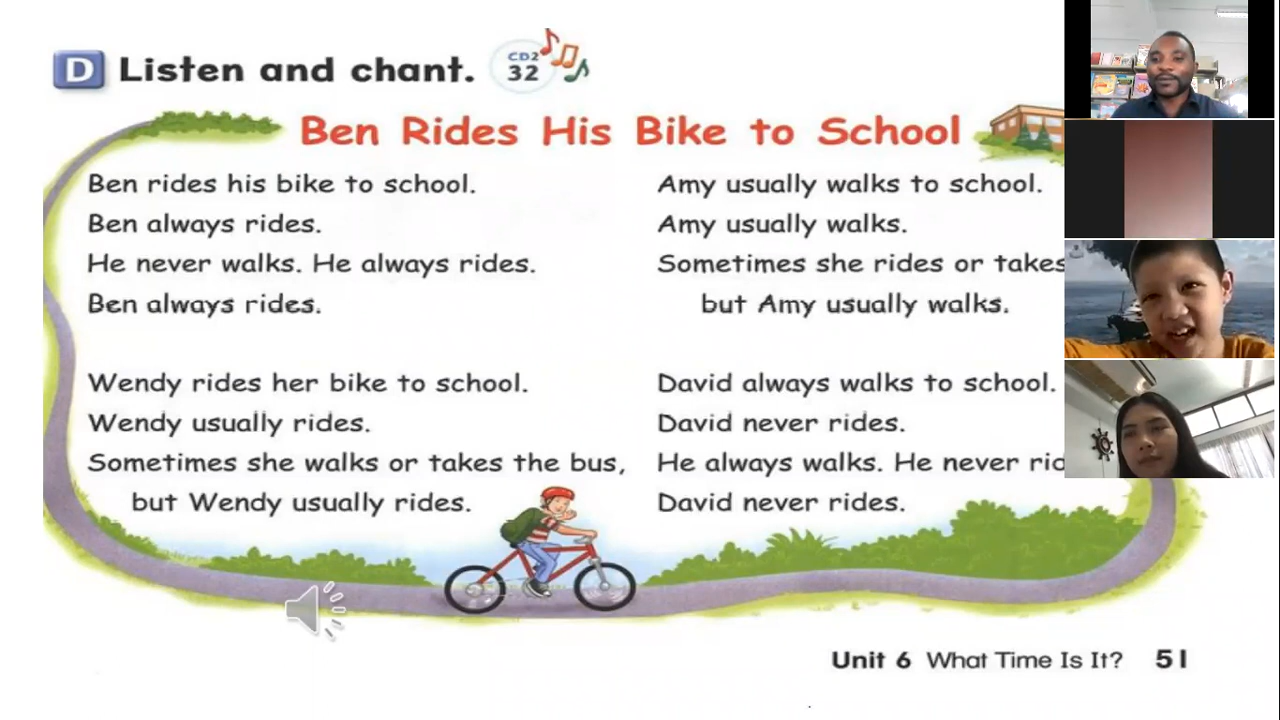 D Listen and chant. CD2 32
Ben Rides His Bike to School
Ben rides his bike to school.
Ben always rides.
He never walks. He always rides.
Ben always rides.
Wendy rides her bike to school.
Wendy usually rides.
Sometimes she walks or takes the bus,
but Wendy usually rides.
Amy usually walks to school.
Amy usually walks.
Sometimes she rides or takes
but Amy usually walks.
David always walks to school.
David never rides.
He always walks. He never
David never rides.
Unit 6 What Time Is It? 51